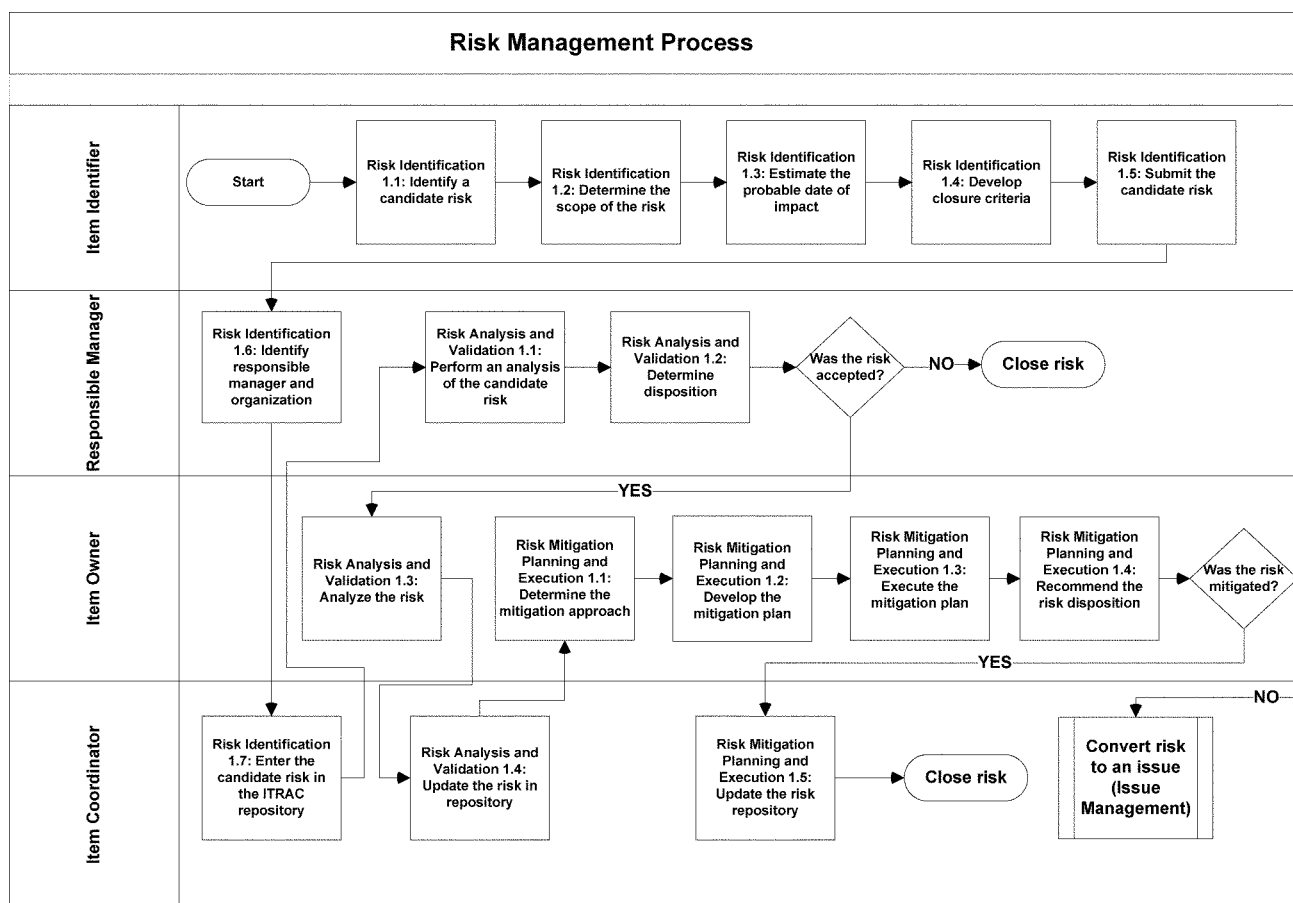 Risk Management Process
Item Identifier
Start
Risk Identification
1.1: Identify a
candidate risk
Risk Identification
1.2: Determine the
scope of the risk
Risk Identification
1.3: Estimate the
probable date of
impact
Risk Identification
1.4: Develop
closure criteria
Risk Identification
1.5: Submit the
candidate risk
Responsible Manager
Risk Identification
1.6: Identify
responsible
manager and
organization
Risk Analysis and
Validation 1.1:
Perform an analysis
of the candidate
risk
Risk Analysis and
Validation 1.2:
Determine
disposition
Was the risk
accepted?
NO
Close risk
YES
Item Owner
Risk Analysis and
Validation 1.3:
Analyze the risk
Risk Mitigation
Planning and
Execution 1.1:
Determine the
mitigation approach
Risk Mitigation
Planning and
Execution 1.2:
Develop the
mitigation plan
Risk Mitigation
Planning and
Execution 1.3:
Execute the
mitigation plan
Risk Mitigation
Planning and
Execution 1.4:
Recommend the
risk disposition
Was the risk
mitigated?
YES
NO
Item Coordinator
Risk Identification
1.7: Enter the
candidate risk in
the ITRAC
repository
Risk Analysis and
Validation 1.4:
Update the risk in
repository
Risk Mitigation
Planning and
Execution 1.5:
Update the risk
repository
Close risk
Convert risk
to an issue
(Issue
Management)